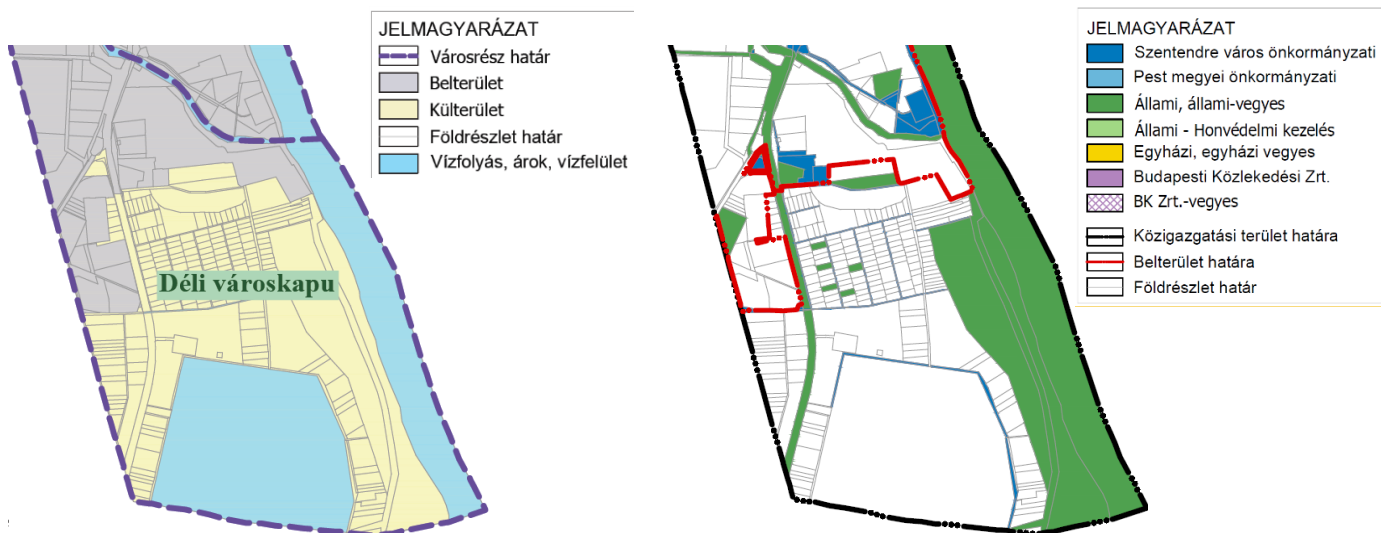 JELMAGYARÁZAT
Városrész határ
Belterület
Külterület
Földrészlet határ
Vízfolyás, árok, vízfelület
Déli városkapu
JELMAGYARÁZAT
Szentendre város önkormányzati
Pest megyei önkormányzati
Állami, állami-vegyes
Állami - Honvédelmi kezelés
Egyházi, egyházi vegyes
Budapesti Közlekedési Zrt.
BK Zrt.-vegyes
Közigazgatási terület határa
Belterület határa
Földrészlet határ